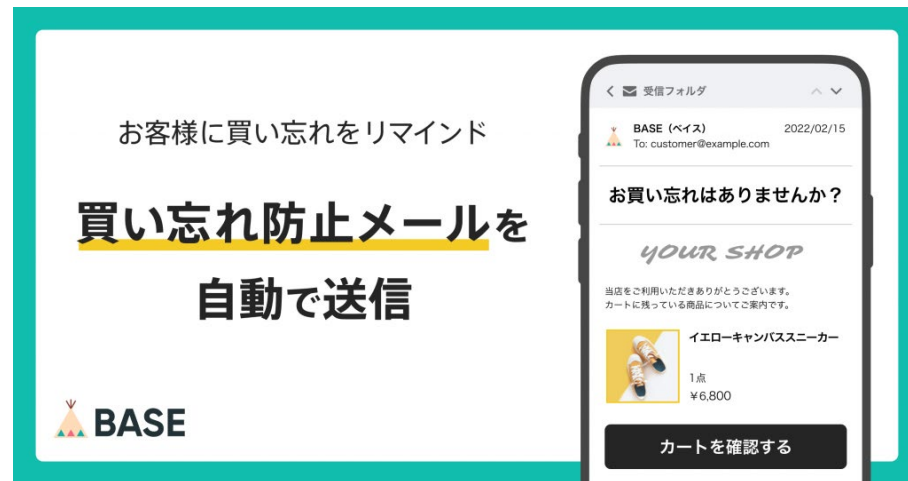 お客様に買い忘れをリマインド
買い忘れ防止メールを
自動で送信
BASE
受信フォルダ
BASE（ベイス）
2022/02/15
To: customer@example.com
お買い忘れはありませんか？
YOUR SHOP
当店をご利用いただきありがとうございます。
カートに残っている商品についてご案内です。
イエローキャンバススニーカー
1点
¥6,800
カートを確認する